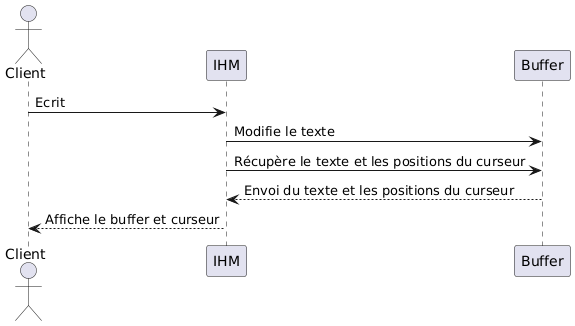 Client
IHM
Buffer
Ecrit
Modifie le texte
Récupère le texte et les positions du curseur
Envoi du texte et les positions du curseur
Affiche le buffer et curseur
Client
IHM
Buffer